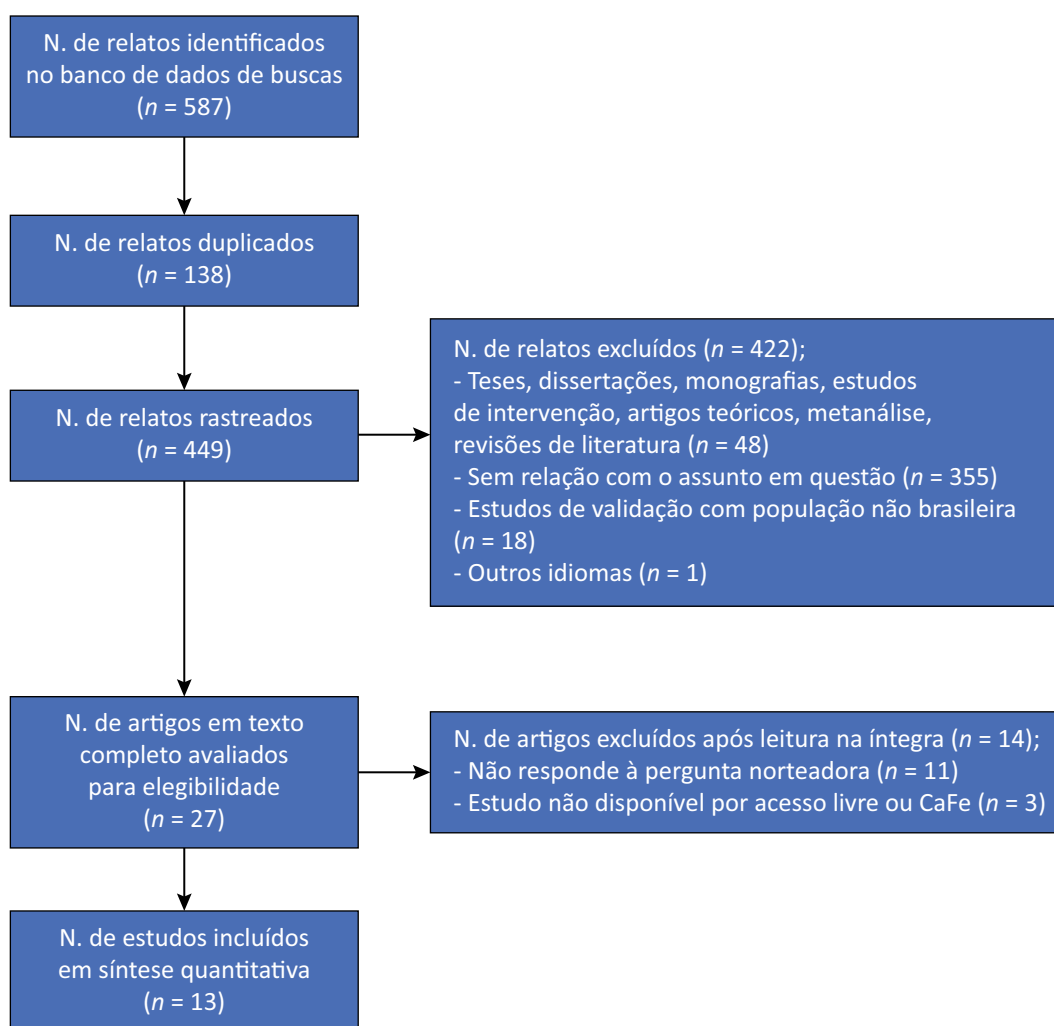 N. de relatos identificados
no banco de dados de buscas
(n = 587)
N. de relatos duplicados
(n = 138)
N. de relatos rastreados
(n = 449)
N. de relatos excluídos (n = 422);
- Teses, dissertações, monografias, estudos
de intervenção, artigos teóricos, metanálise,
revisões de literatura (n = 48)
- Sem relação com o assunto em questão (n = 355)
- Estudos de validação com população não brasileira
(n = 18)
- Outros idiomas (n = 1)
N. de artigos em texto
completo avaliados
para elegibilidade
(n = 27)
N. de artigos excluídos após leitura na íntegra (n = 14);
- Não responde à pergunta norteadora (n = 11)
- Estudo não disponível por acesso livre ou CaFe (n = 3)
N. de estudos incluídos
em síntese quantitativa
(n = 13)